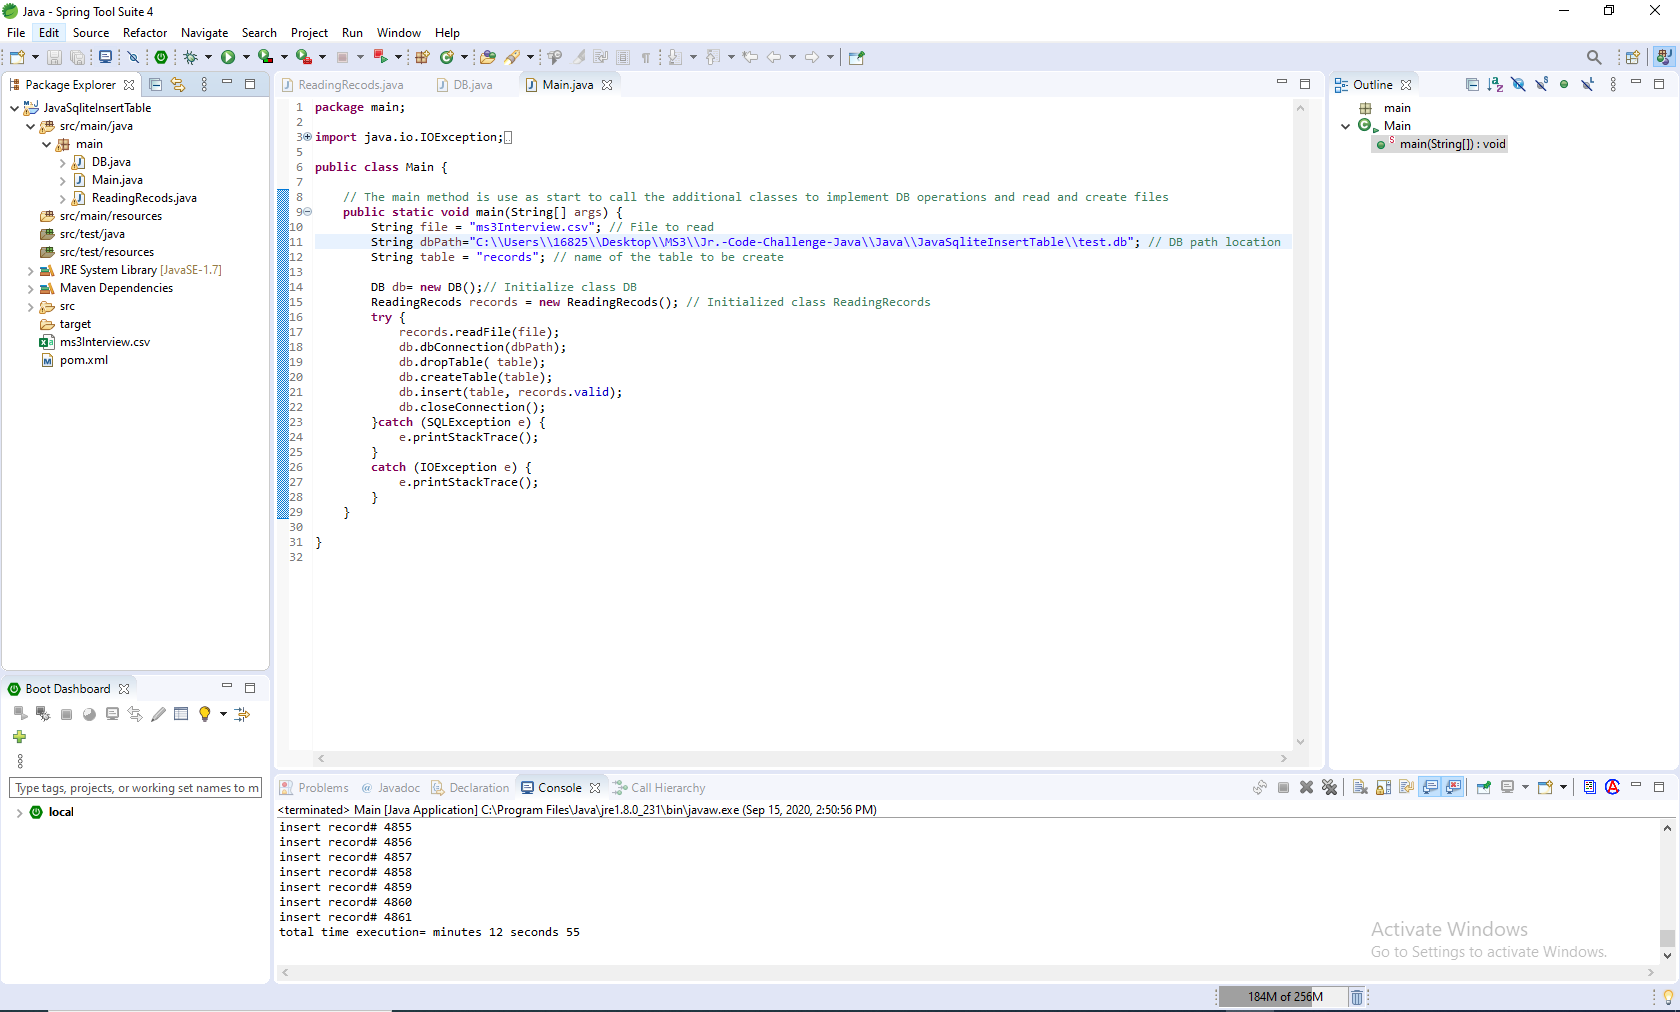 Java - Spring Tool Suite 4
File Edit Source Refactor Navigate Search Project Run Window Help
Package Explorer
JavaSqliteInsertTable
src/main/java
main
DB.java
Main.java
ReadingRecods.java
src/main/resources
src/test/java
src/test/resources
JRE System Library [JavaSE-1.7]
Maven Dependencies
src
target
ms3Interview.csv
pom.xml
Boot Dashboard
Type tags, projects, or working set names to m
local
ReadingRecods.java DB.java Main.java
1 package main;
2
3 import java.io.IOException;
5
6 public class Main {
7
8 // The main method is use as start to call the additional classes to implement DB operations and read and create files
9 public static void main(String[] args) {
10 String file = "ms3Interview.csv"; // File to read
11 String dbPath="C:\\Users\\16825\\Desktop\\MS3\\Jr.-Code-Challenge-Java\\Java\\JavaSqliteInsertTable\\test.db"; // DB path location
12 String table = "records"; // name of the table to be create
13
14 DB db= new DB();// Initialize class DB
15 ReadingRecods records = new ReadingRecods(); // Initialized class ReadingRecords
16 try {
17 records.readFile(file);
18 db.dbConnection(dbPath);
19 db.dropTable( table);
20 db.createTable(table);
21 db.insert(table, records.valid);
22 db.closeConnection();
23 }catch (SQLException e) {
24 e.printStackTrace();
25 }
26 catch (IOException e) {
27 e.printStackTrace();
28 }
29 }
30
31 }
32
Outline
main
Main
main(String[]) : void
Problems Javadoc Declaration Console Call Hierarchy
<terminated> Main [Java Application] C:\Program Files\Java\jre1.8.0_231\bin\javaw.exe (Sep 15, 2020, 2:50:56 PM)
insert record# 4855
insert record# 4856
insert record# 4857
insert record# 4858
insert record# 4859
insert record# 4860
insert record# 4861
total time execution= minutes 12 seconds 55
Activate Windows
Go to Settings to activate Windows.
184M of 256M